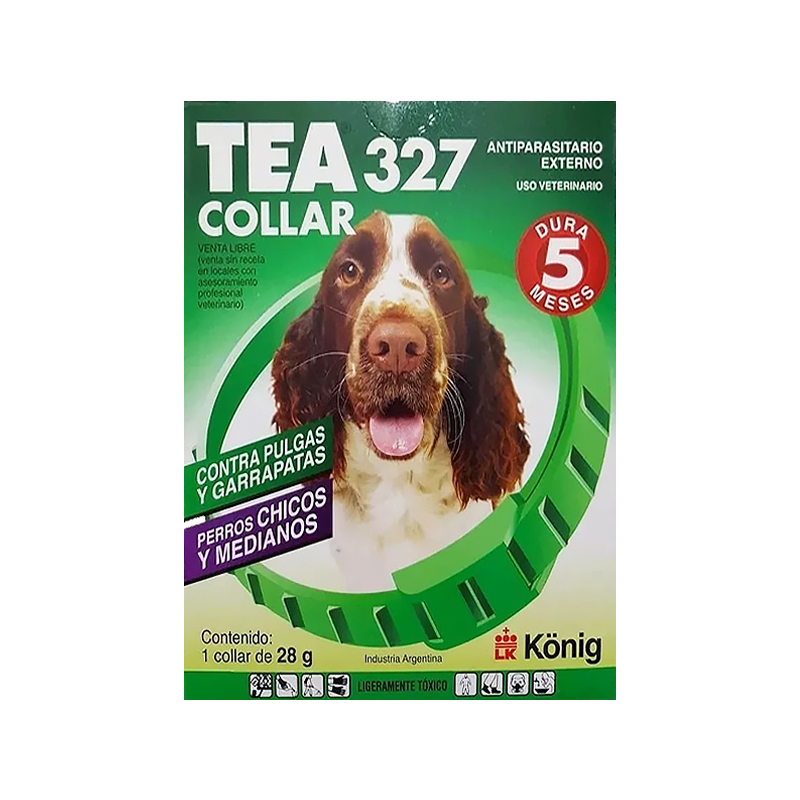 TEA® 327
COLLAR
ANTIPARASITARIO
EXTERNO
USO VETERINARIO
VENTA LIBRE
(venta sin receta
en locales con
asesoramiento
profesional
veterinario)
DURA
5
MESES
CONTRA PULGAS
Y GARRAPATAS
PERROS CHICOS
Y MEDIANOS
Contenido:
1 collar de 28 g
Industria Argentina
LK
König
LIGERAMENTE TÓXICO